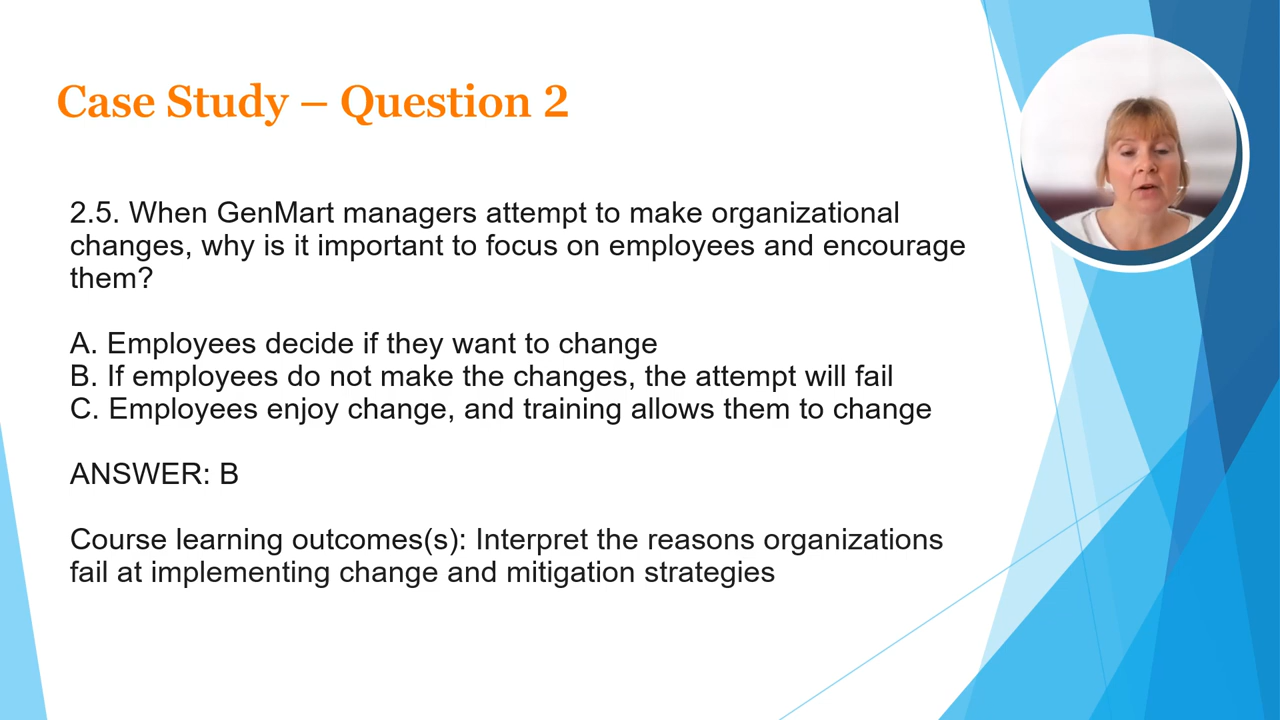 Case Study – Question 2
2.5. When GenMart managers attempt to make organizational
changes, why is it important to focus on employees and encourage
them?
A. Employees decide if they want to change
B. If employees do not make the changes, the attempt will fail
C. Employees enjoy change, and training allows them to change
ANSWER: B
Course learning outcomes(s): Interpret the reasons organizations
fail at implementing change and mitigation strategies